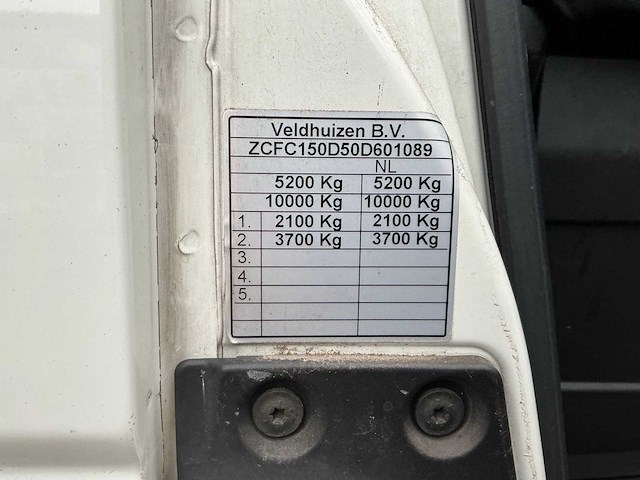 Veldhuizen B.V.
ZCFC150D50D601089
NL
5200 Kg 5200 Kg
10000 Kg 10000 Kg
1. 2100 Kg 2100 Kg
2. 3700 Kg 3700 Kg
3.
4.
5.